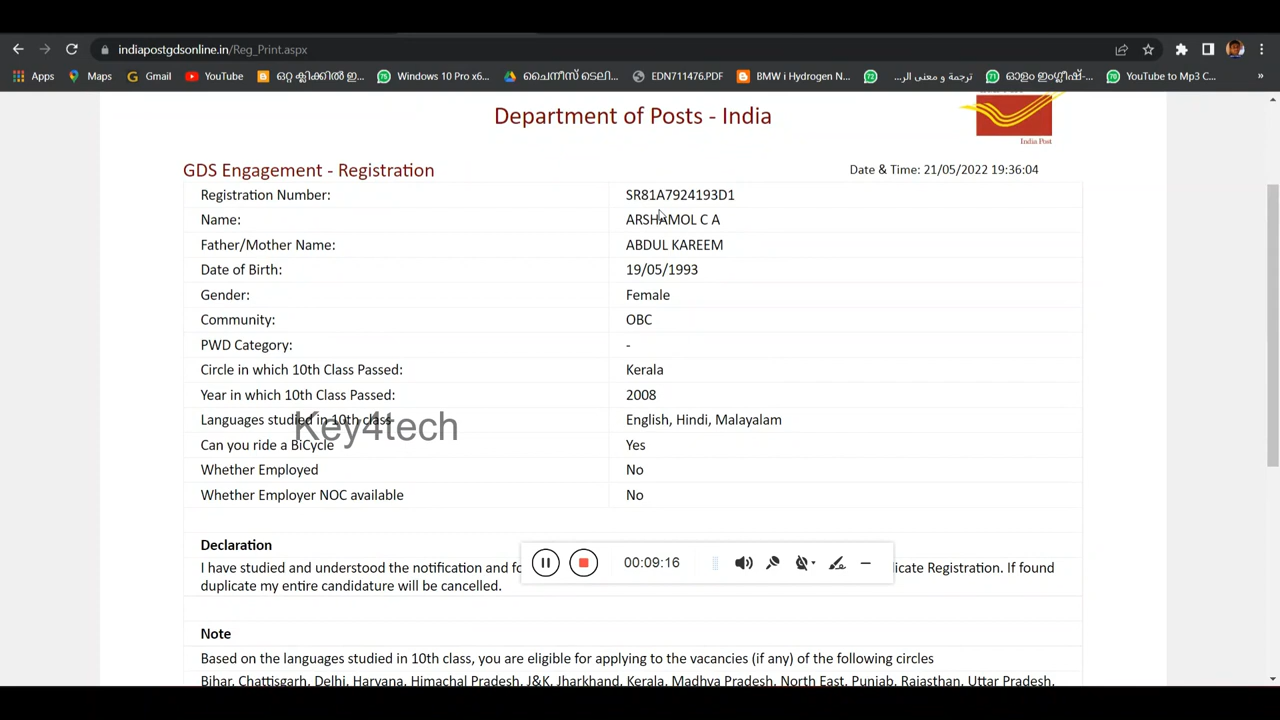 indiapostgdsonline.in/Reg_Print.aspx
Apps Maps Gmail YouTube ഒറ്റ ക്ലിക്കിൽ ഇ... Windows 10 Pro x6... ചൈനീസ് ടെലി... EDN711476.PDF BMW i Hydrogen N... ترجمة و معنى الر... ഓളം ഇംഗ്ലീഷ്-... YouTube to Mp3 C... »
Department of Posts - India
India Post
GDS Engagement - Registration Date & Time: 21/05/2022 19:36:04
Registration Number: SR81A7924193D1
Name: ARSHAMOL C A
Father/Mother Name: ABDUL KAREEM
Date of Birth: 19/05/1993
Gender: Female
Community: OBC
PWD Category: -
Circle in which 10th Class Passed: Kerala
Year in which 10th Class Passed: 2008
Languages studied in 10th class English, Hindi, Malayalam
Key4tech
Can you ride a BiCycle Yes
Whether Employed No
Whether Employer NOC available No
Declaration
I have studied and understood the notification and 00:09:16 Registration. If found
duplicate my entire candidature will be cancelled.
Note
Based on the languages studied in 10th class, you are eligible for applying to the vacancies (if any) of the following circles
Bihar, Chattisgarh, Delhi, Haryana, Himachal Pradesh, J&K, Jharkhand, Kerala, Madhya Pradesh, North East, Punjab, Rajasthan, Uttar Pradesh,